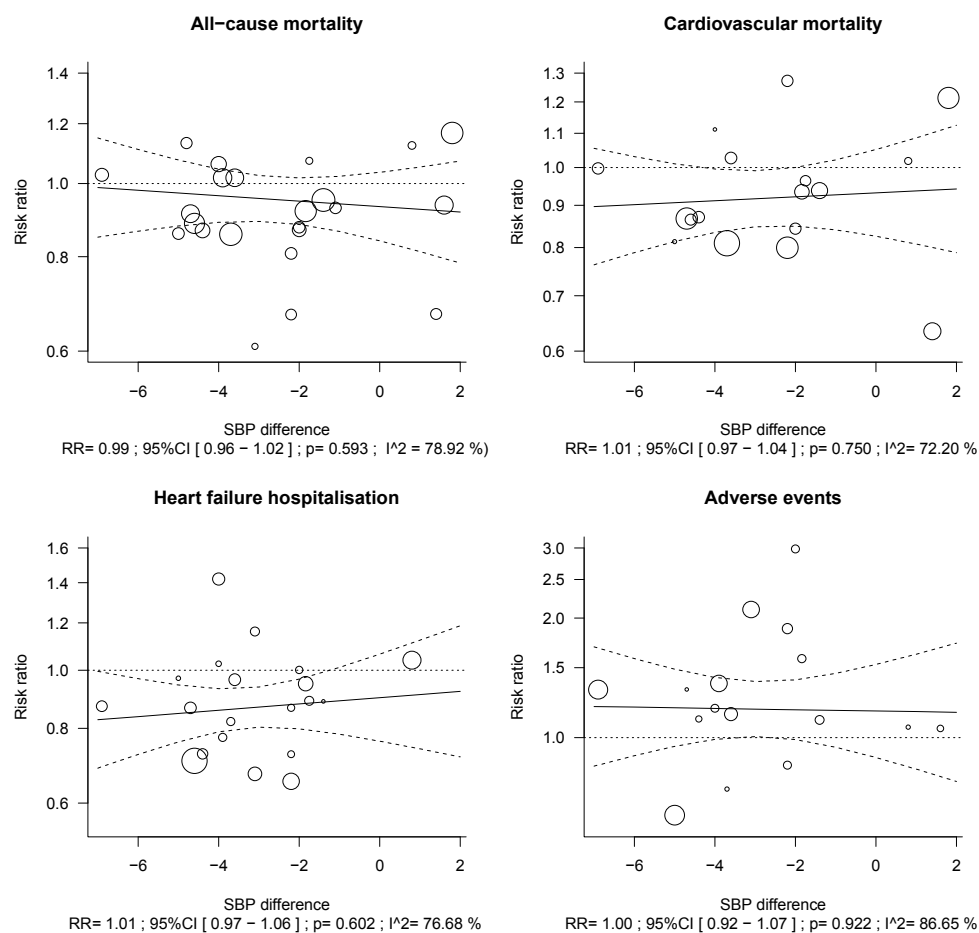 All−cause mortality
Risk ratio
1.4
1.2
1.0
0.8
0.6
−6 −4 −2 0 2
SBP difference
RR= 0.99 ; 95%CI [ 0.96 − 1.02 ] ; p= 0.593 ; I^2 = 78.92 %)
Cardiovascular mortality
Risk ratio
1.3
1.2
1.1
1.0
0.9
0.8
0.7
0.6
−6 −4 −2 0 2
SBP difference
RR= 1.01 ; 95%CI [ 0.97 − 1.04 ] ; p= 0.750 ; I^2= 72.20 %
Heart failure hospitalisation
Risk ratio
1.6
1.4
1.2
1.0
0.8
0.6
−6 −4 −2 0 2
SBP difference
RR= 1.01 ; 95%CI [ 0.97 − 1.06 ] ; p= 0.602 ; I^2= 76.68 %
Adverse events
Risk ratio
3.0
2.5
2.0
1.5
1.0
−6 −4 −2 0 2
SBP difference
RR= 1.00 ; 95%CI [ 0.92 − 1.07 ] ; p= 0.922 ; I^2= 86.65 %